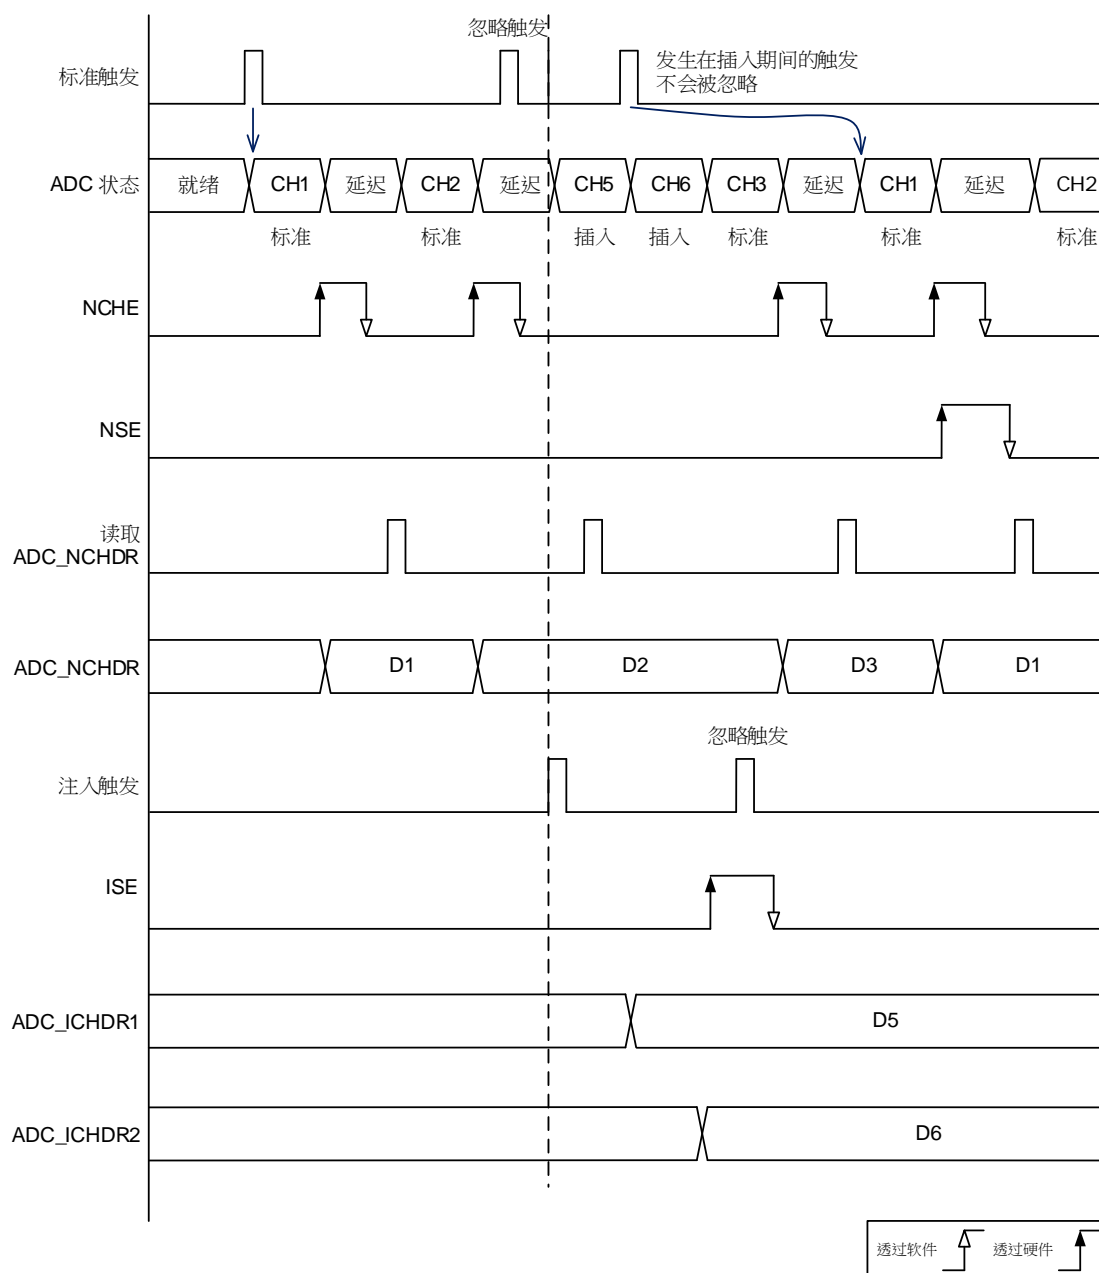 忽略触发
标准触发
发生在插入期间的触发
不会被忽略
ADC 状态
就绪 CH1 延迟 CH2 延迟 CH5 CH6 CH3 延迟 CH1 延迟 CH2
标准 标准 插入 插入 标准 标准 标准
NCHE
NSE
读取
ADC_NCHDR
ADC_NCHDR D1 D2 D3 D1
忽略触发
注入触发
ISE
ADC_ICHDR1 D5
ADC_ICHDR2 D6
透过软件 透过硬件